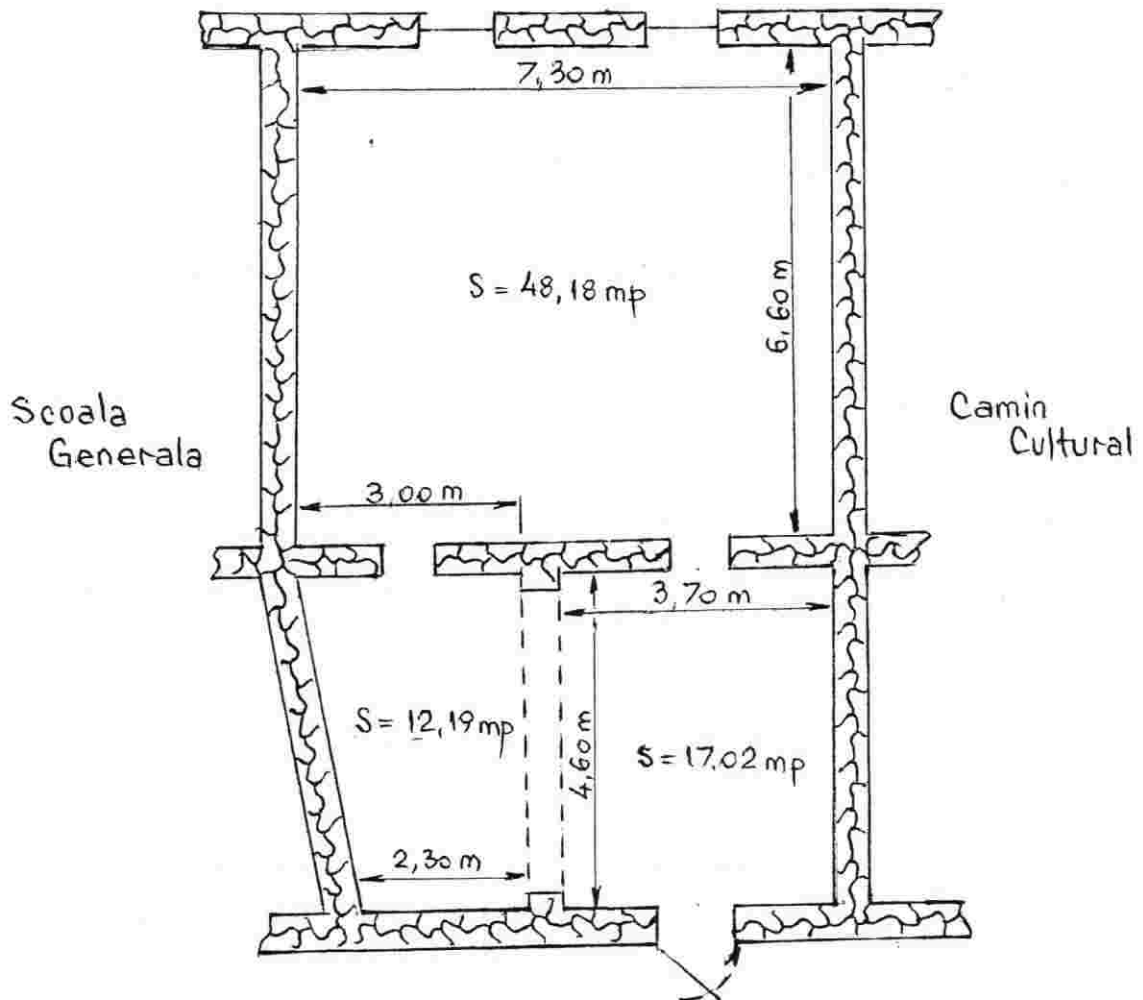 7,30 m
6,60 m
S = 48,18 mp
Scoala
Generala
Camin
Cultural
3,00 m
3,70 m
S = 12,19 mp
4,60 m
S = 17.02 mp
2,30 m